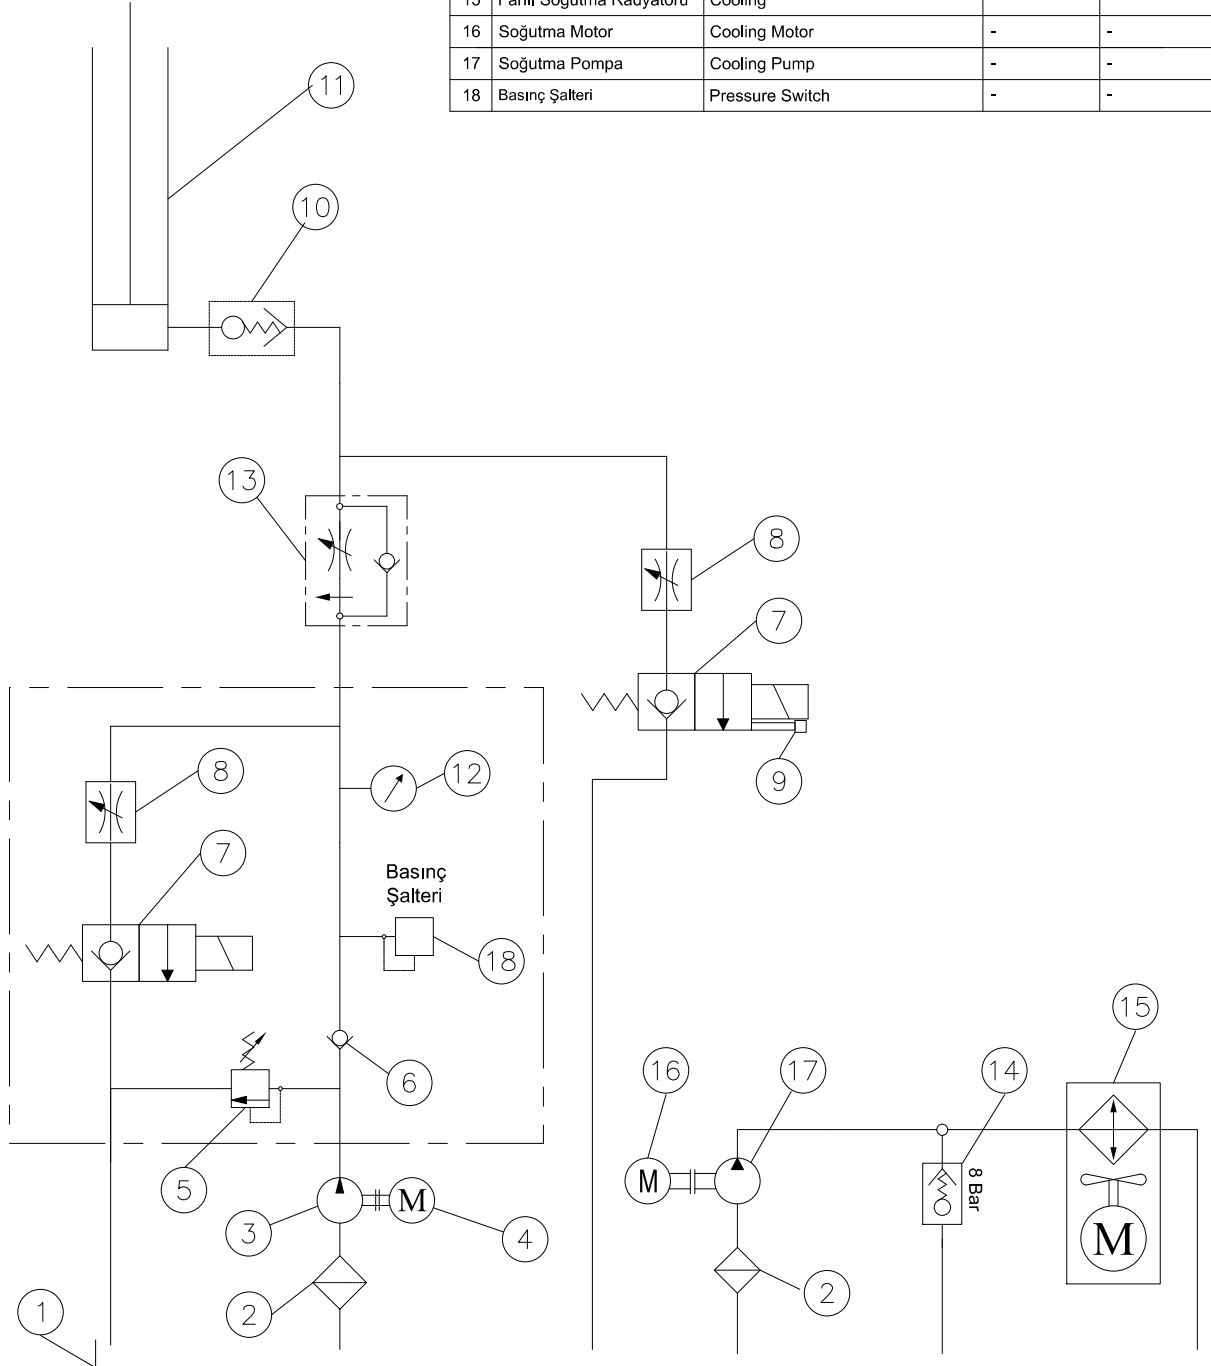 15 Fanlı Soğutma Radyatörü Cooling
16 Soğutma Motor Cooling Motor - -
17 Soğutma Pompa Cooling Pump - -
18 Basınç Şalteri Pressure Switch - -
11
10
13
8
7
9
8
12
7
Basınç
Şalteri
18
6
5
3
M
4
2
1
16
17
14
15
M
8 Bar
M
2